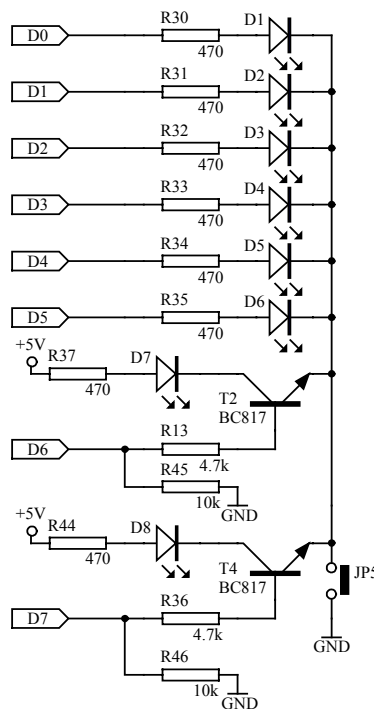 R30 D1
D0
470
R31 D2
D1
470
R32 D3
D2
470
R33 D4
D3
470
R34 D5
D4
470
R35 D6
D5
470
+5V
R37 D7
470
T2
BC817
R13
D6
4.7k
R45
10k
GND
+5V
R44 D8
470
T4
BC817
JP5
R36
D7
4.7k
GND
R46
10k
GND